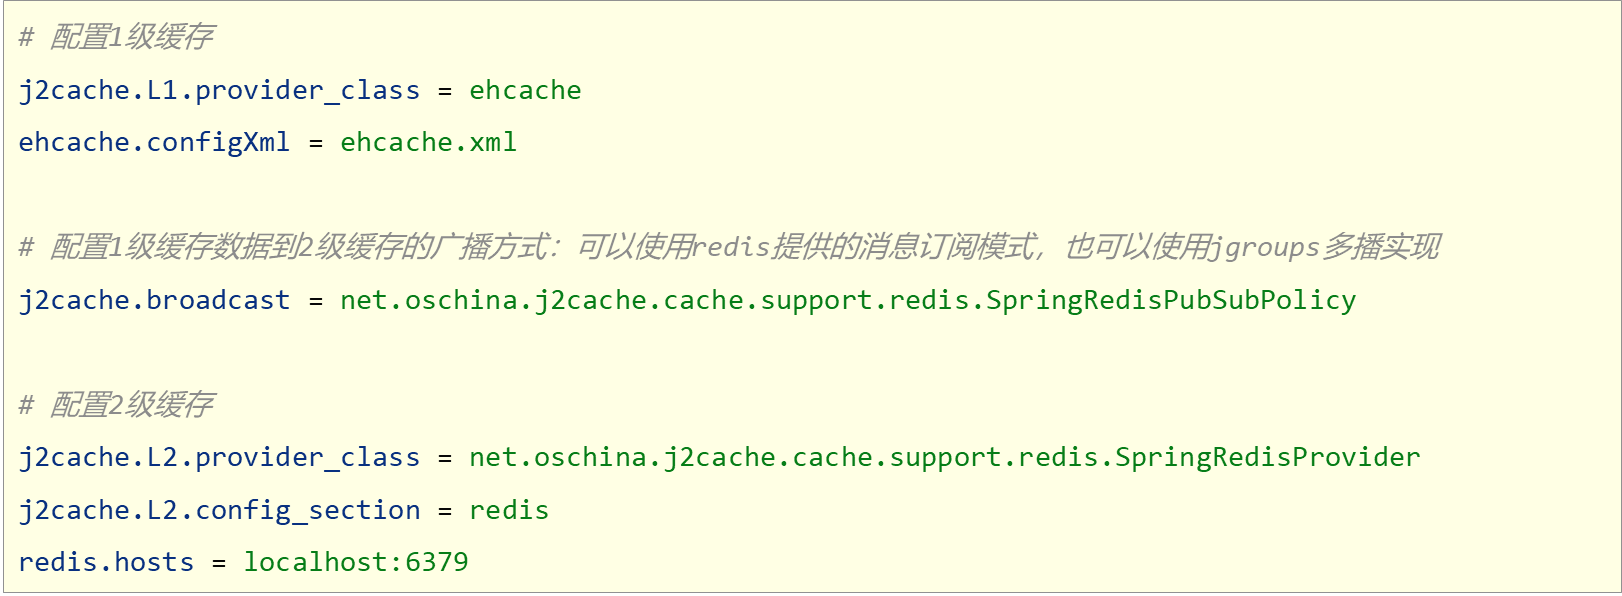 # 配置1级缓存
j2cache.L1.provider_class = ehcache
ehcache.configXml = ehcache.xml
# 配置1级缓存数据到2级缓存的广播方式：可以使用redis提供的消息订阅模式，也可以使用jgroups多播实现
j2cache.broadcast = net.oschina.j2cache.cache.support.redis.SpringRedisPubSubPolicy
# 配置2级缓存
j2cache.L2.provider_class = net.oschina.j2cache.cache.support.redis.SpringRedisProvider
j2cache.L2.config_section = redis
redis.hosts = localhost:6379